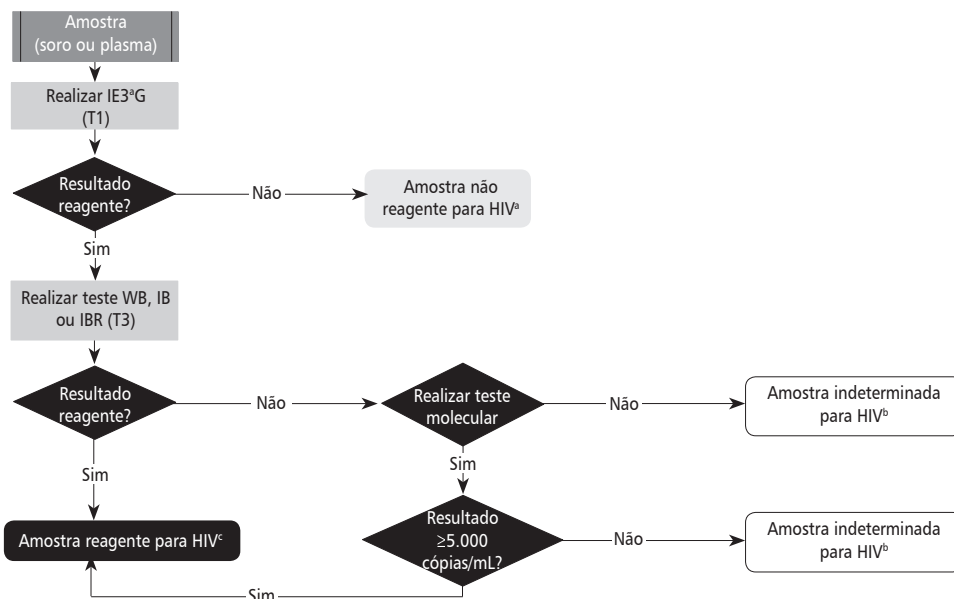 Amostra
(soro ou plasma)
Realizar IE3ªG
(T1)
Resultado
reagente?
Não
Amostra não
reagente para HIVª
Sim
Realizar teste WB, IB
ou IBR (T3)
Resultado
reagente?
Não
Realizar teste
molecular
Não
Amostra indeterminada
para HIVᵇ
Sim
Sim
Amostra reagente para HIVᶜ
Resultado
≥5.000
cópias/mL?
Não
Amostra indeterminada
para HIVᵇ
Sim